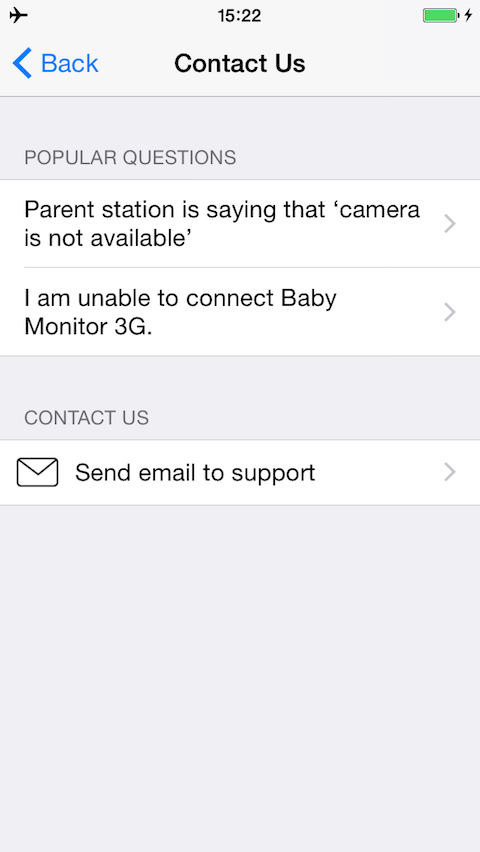 15:22
Back
Contact Us
POPULAR QUESTIONS
Parent station is saying that ‘camera
is not available’
I am unable to connect Baby
Monitor 3G.
CONTACT US
Send email to support